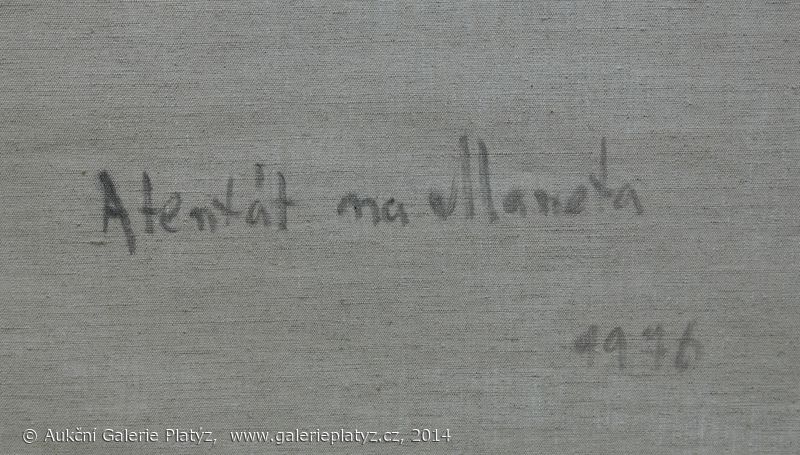 Atentát na Maneta
1976
© Aukční Galerie Platýz, www.galerieplatyz.cz, 2014